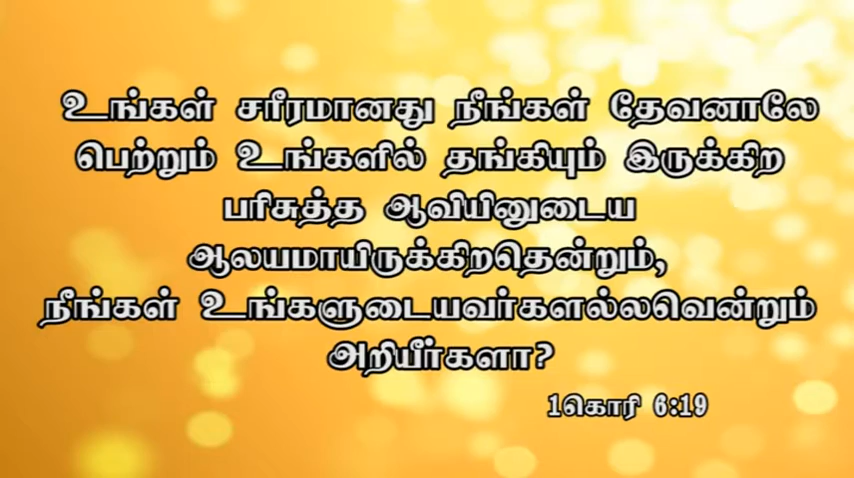 உங்கள் சரீரமானது நீங்கள் தேவனாலே
பெற்றும் உங்களில் தங்கியும் இருக்கிற
பரிசுத்த ஆவியினுடைய
ஆலயமாயிருக்கிறதென்றும்,
நீங்கள் உங்களுடையவர்களல்லவென்றும்
அறியீர்களா?
1கொரி 6:19